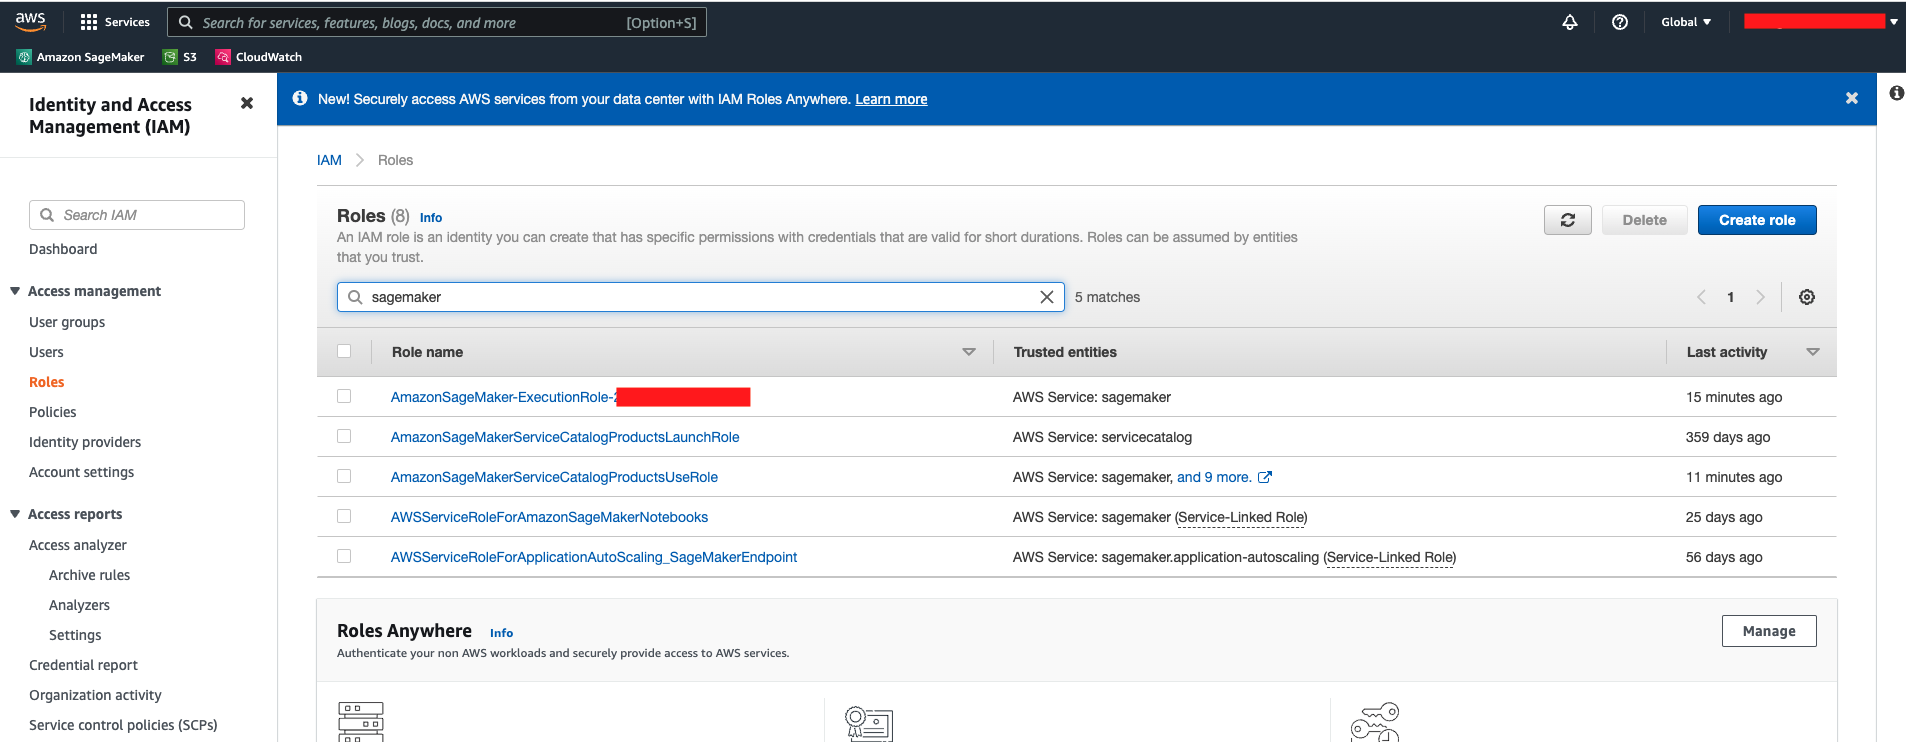 aws
Services
Search for services, features, blogs, docs, and more
[Option+S]
Global
Amazon SageMaker
S3
CloudWatch
Identity and Access
Management (IAM)
Search IAM
Dashboard
Access management
User groups
Users
Roles
Policies
Identity providers
Account settings
Access reports
Access analyzer
Archive rules
Analyzers
Settings
Credential report
Organization activity
Service control policies (SCPs)
New! Securely access AWS services from your data center with IAM Roles Anywhere. Learn more
IAM Roles
Roles (8) Info
An IAM role is an identity you can create that has specific permissions with credentials that are valid for short durations. Roles can be assumed by entities
that you trust.
Delete
Create role
sagemaker
5 matches
1
Role name Trusted entities Last activity
AmazonSageMaker-ExecutionRole- AWS Service: sagemaker 15 minutes ago
AmazonSageMakerServiceCatalogProductsLaunchRole AWS Service: servicecatalog 359 days ago
AmazonSageMakerServiceCatalogProductsUseRole AWS Service: sagemaker, and 9 more. 11 minutes ago
AWSServiceRoleForAmazonSageMakerNotebooks AWS Service: sagemaker (Service-Linked Role) 25 days ago
AWSServiceRoleForApplicationAutoScaling_SageMakerEndpoint AWS Service: sagemaker.application-autoscaling (Service-Linked Role) 56 days ago
Roles Anywhere Info
Authenticate your non AWS workloads and securely provide access to AWS services.
Manage